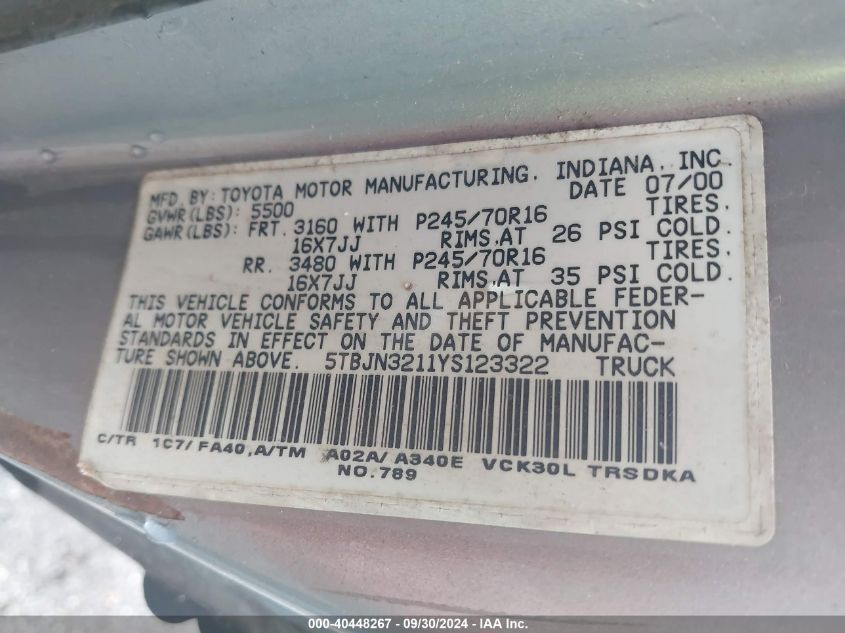 MFD. BY: TOYOTA MOTOR MANUFACTURING, INDIANA, INC.
GVWR(LBS): 5500 DATE 07/00
GAWR(LBS): FRT. 3160 WITH P245/70R16 TIRES,
16X7JJ RIMS,AT 26 PSI COLD.
RR. 3480 WITH P245/70R16 TIRES,
16X7JJ RIMS,AT 35 PSI COLD.
THIS VEHICLE CONFORMS TO ALL APPLICABLE FEDER-
AL MOTOR VEHICLE SAFETY AND THEFT PREVENTION
STANDARDS IN EFFECT ON THE DATE OF MANUFAC-
TURE SHOWN ABOVE. 5TBJN3211YS123322 TRUCK
C/TR 1C7/FA40,A/TM A02A/A340E VCK30L TRSDKA
NO.789
000-40448267 - 09/30/2024 - IAA Inc.